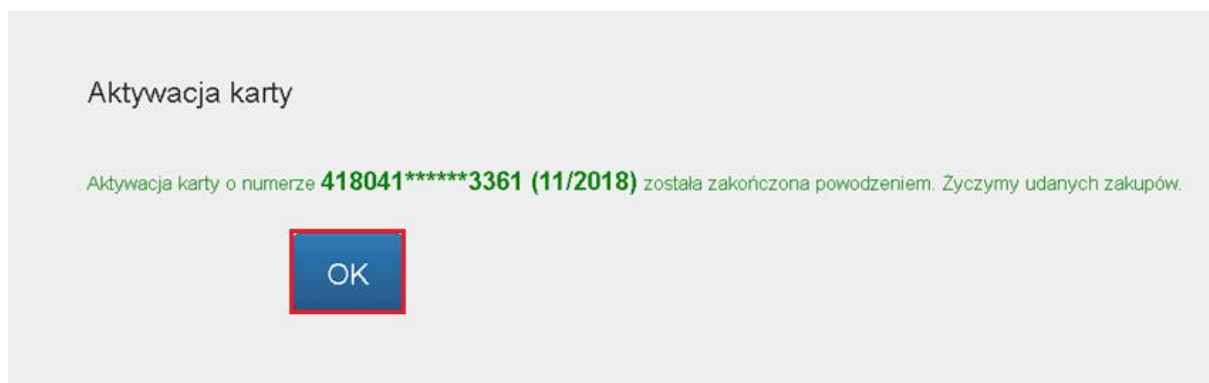 Aktywacja karty
Aktywacja karty o numerze 418041******3361 (11/2018) została zakończona powodzeniem. Życzymy udanych zakupów.
OK